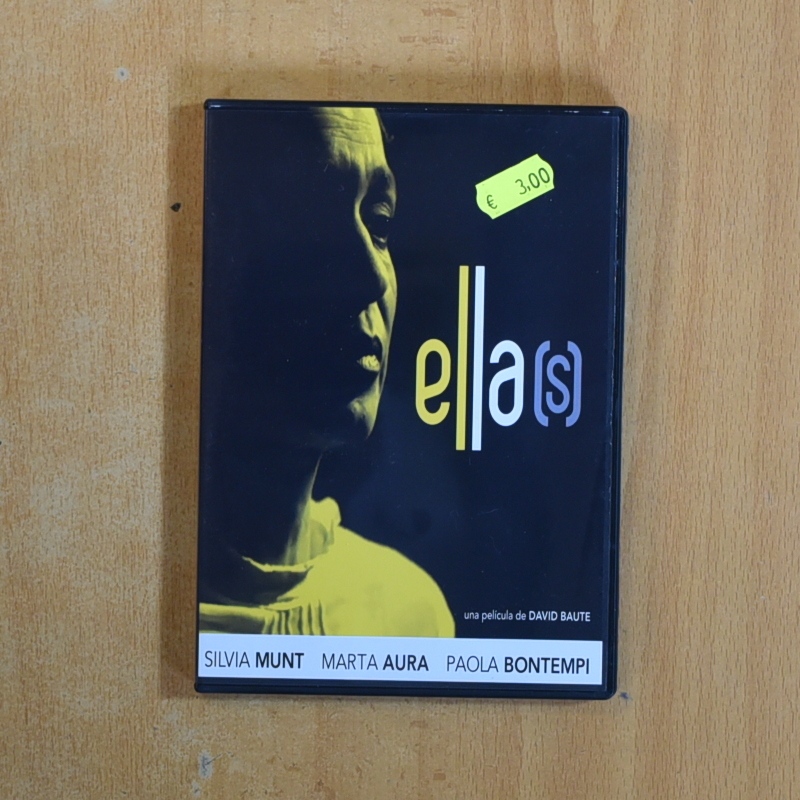 € 3,00
ella(s)
una película de DAVID BAUTE
SILVIA MUNT MARTA AURA PAOLA BONTEMPI